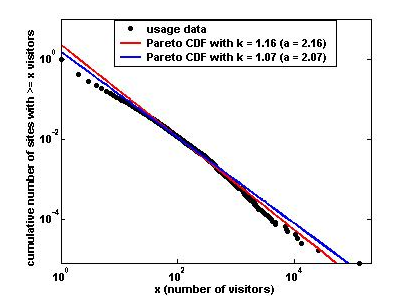 usage data
Pareto CDF with k = 1.16 (a = 2.16)
Pareto CDF with k = 1.07 (a = 2.07)
cumulative number of sites with >= x visitors
10^0
10^-2
10^-4
10^0
10^2
10^4
x (number of visitors)